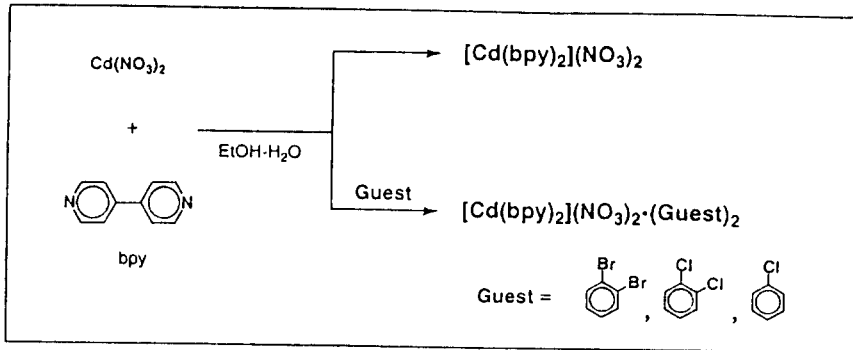 Cd(NO₃)₂
+
N N
bpy
EtOH-H₂O
[Cd(bpy)₂](NO₃)₂
Guest
[Cd(bpy)₂](NO₃)₂·(Guest)₂
Guest =
Br
Br
,
Cl
Cl
,
Cl